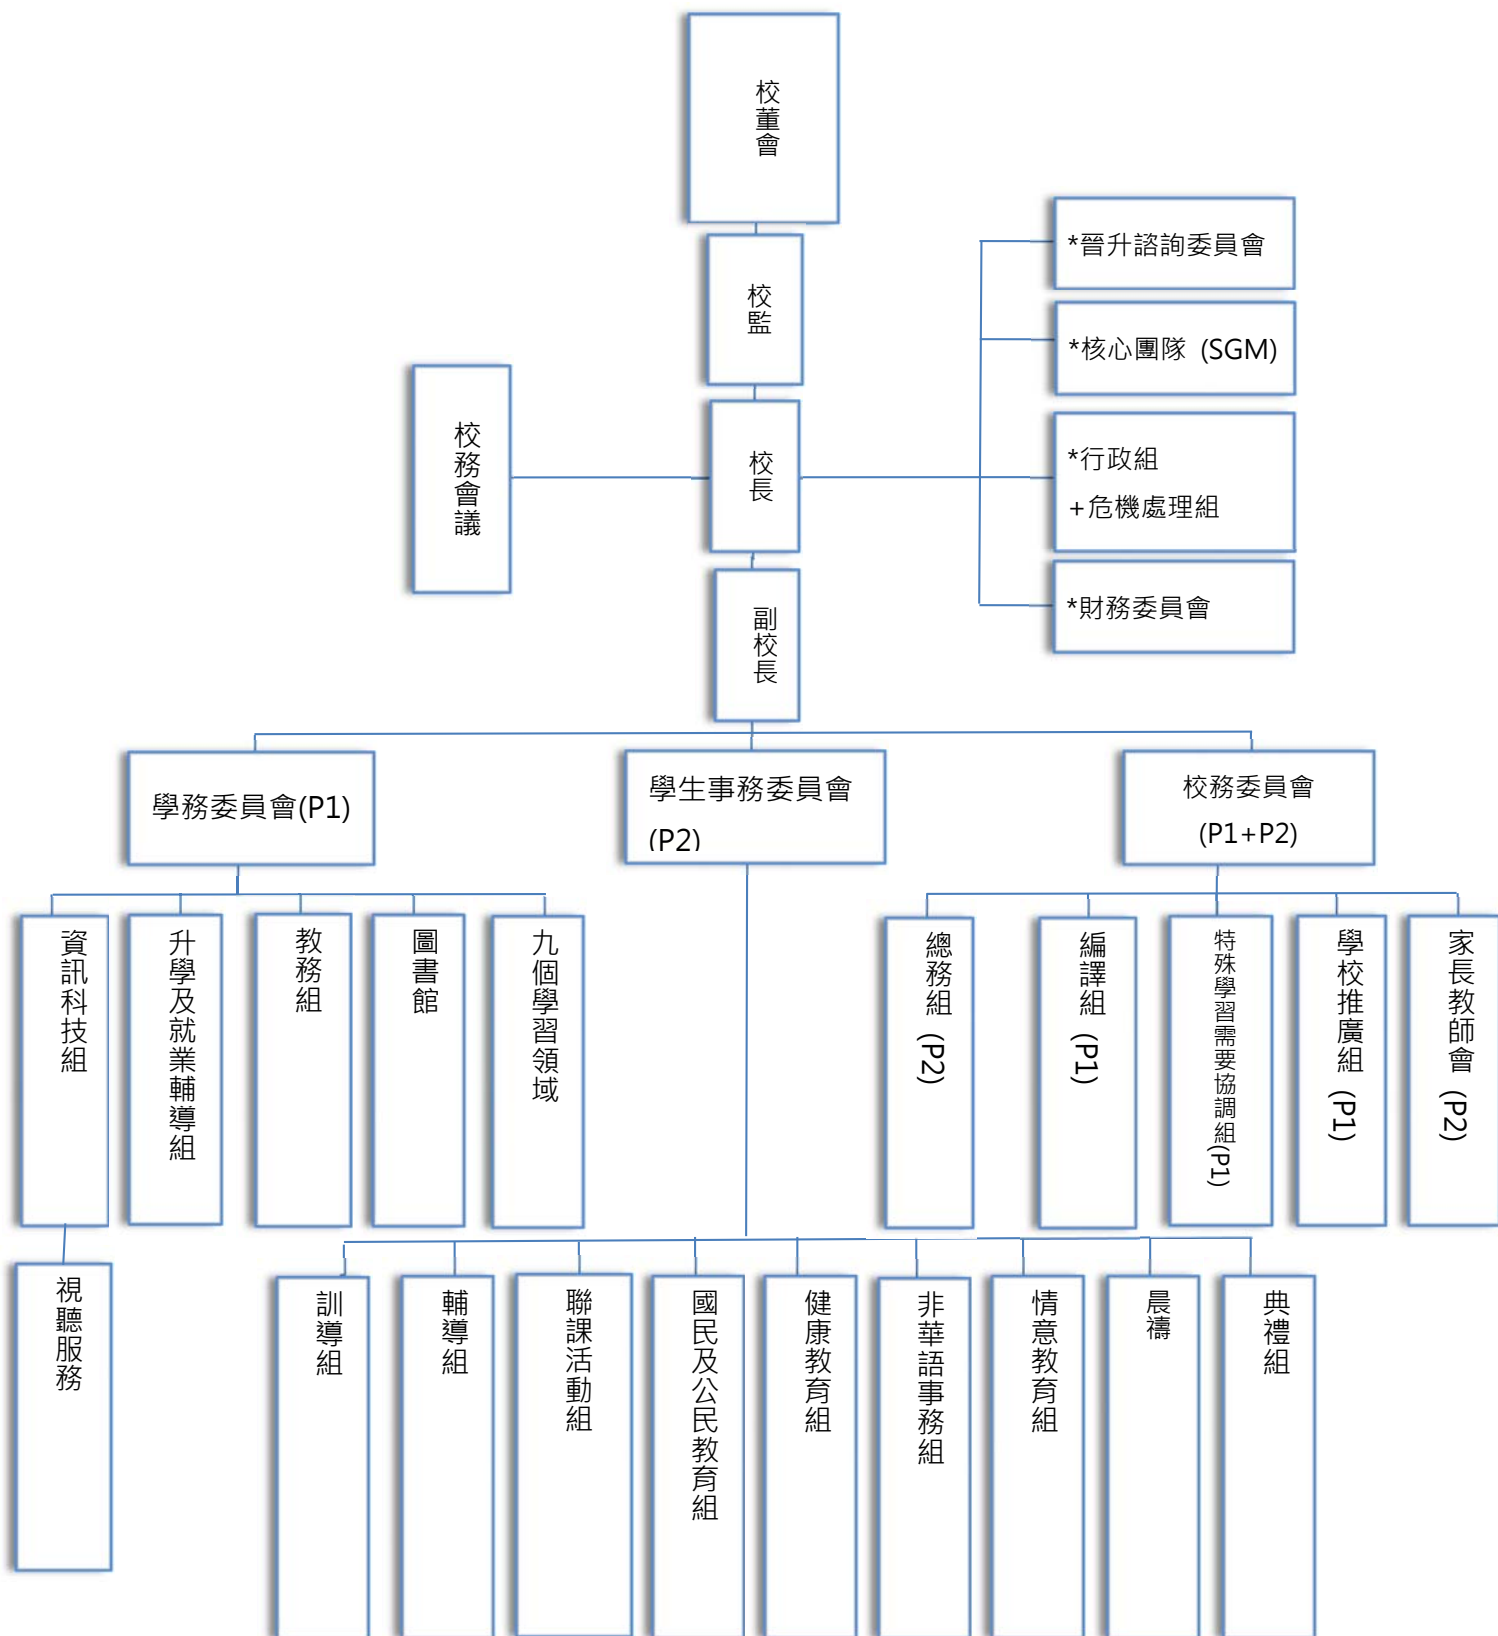 校董會
校監
*晉升諮詢委員會
*核心團隊 (SGM)
校務會議
校長
*行政組
+危機處理組
*財務委員會
副校長
學務委員會(P1)
學生事務委員會
(P2)
校務委員會
(P1+P2)
資訊科技組
升學及就業輔導組
教務組
圖書館
九個學習領域
總務組 (P2)
編譯組 (P1)
特殊學習需要協調組(P1)
學校推廣組 (P1)
家長教師會 (P2)
視聽服務
訓導組
輔導組
聯課活動組
國民及公民教育組
健康教育組
非華語事務組
情意教育組
晨禱
典禮組